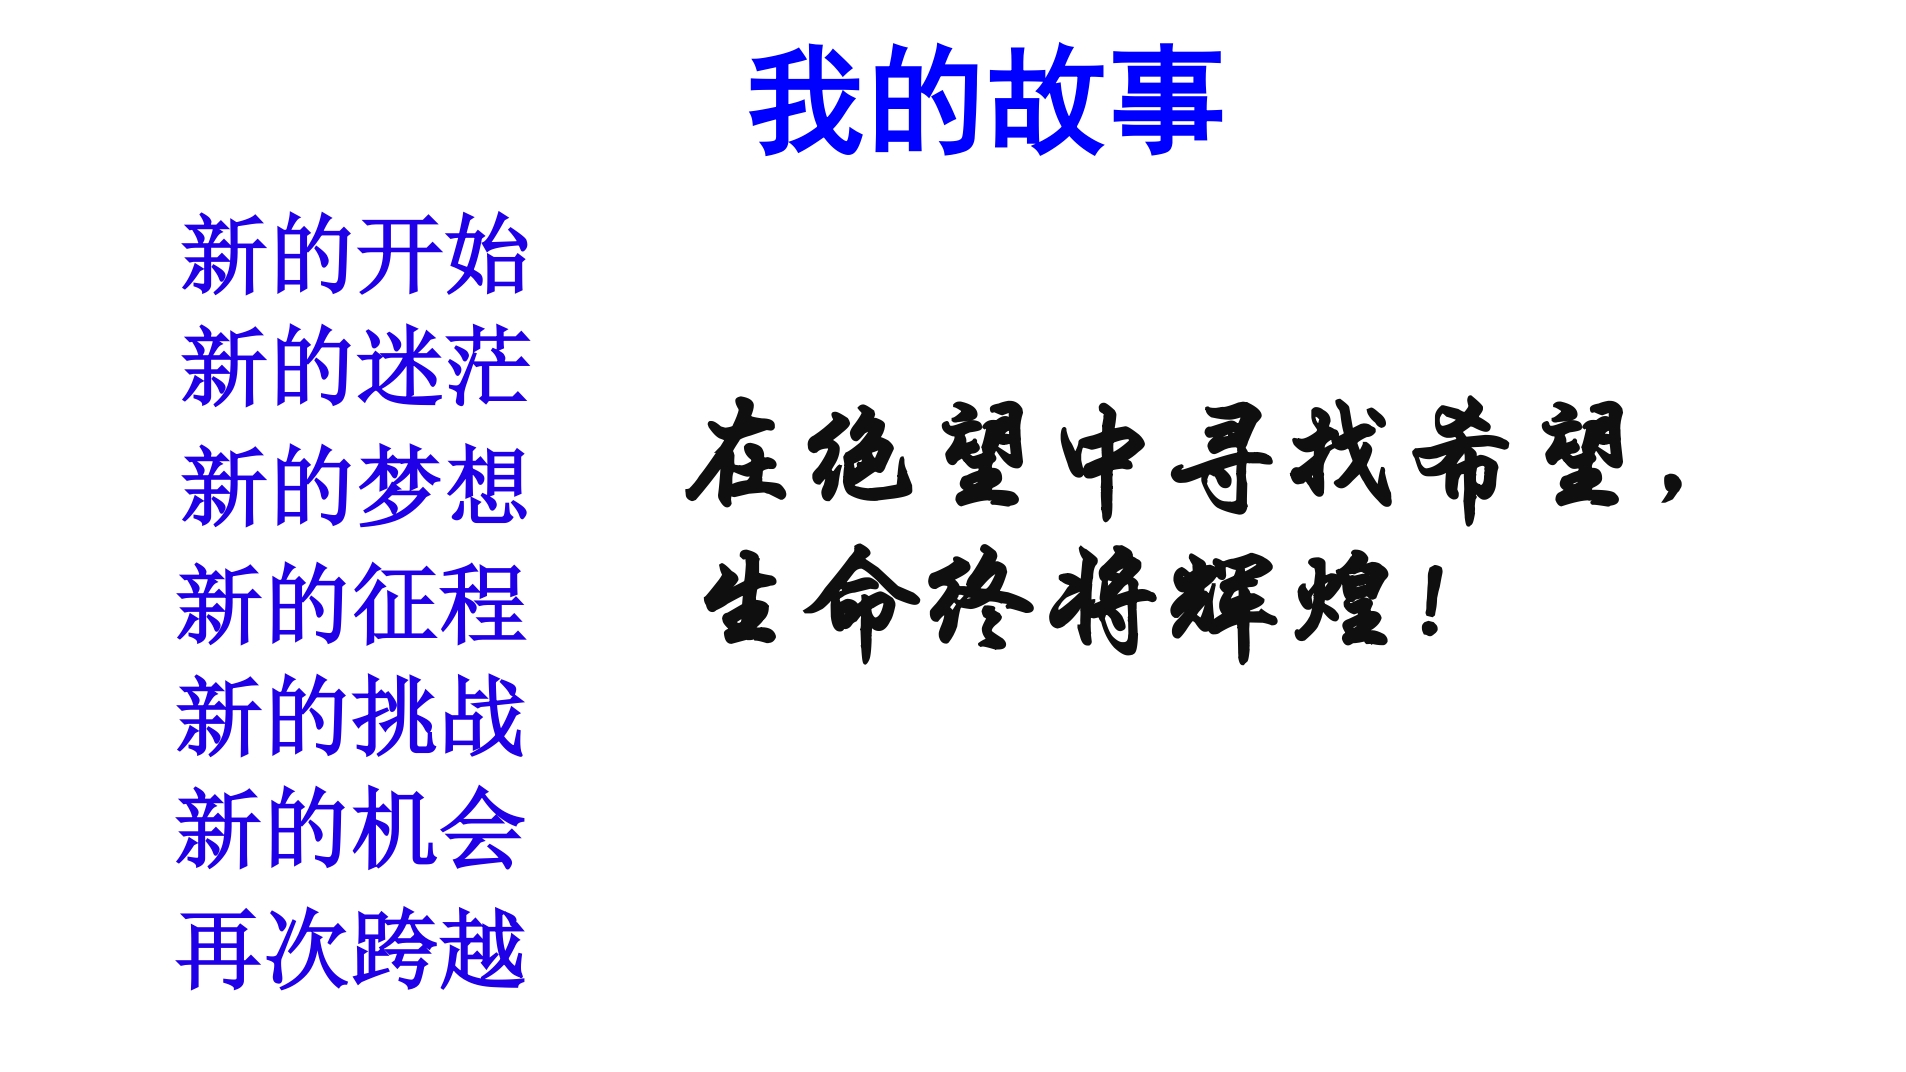 我的故事
新的开始
新的迷茫
新的梦想
新的征程
新的挑战
新的机会
再次跨越
在绝望中寻找希望，
生命终将辉煌！